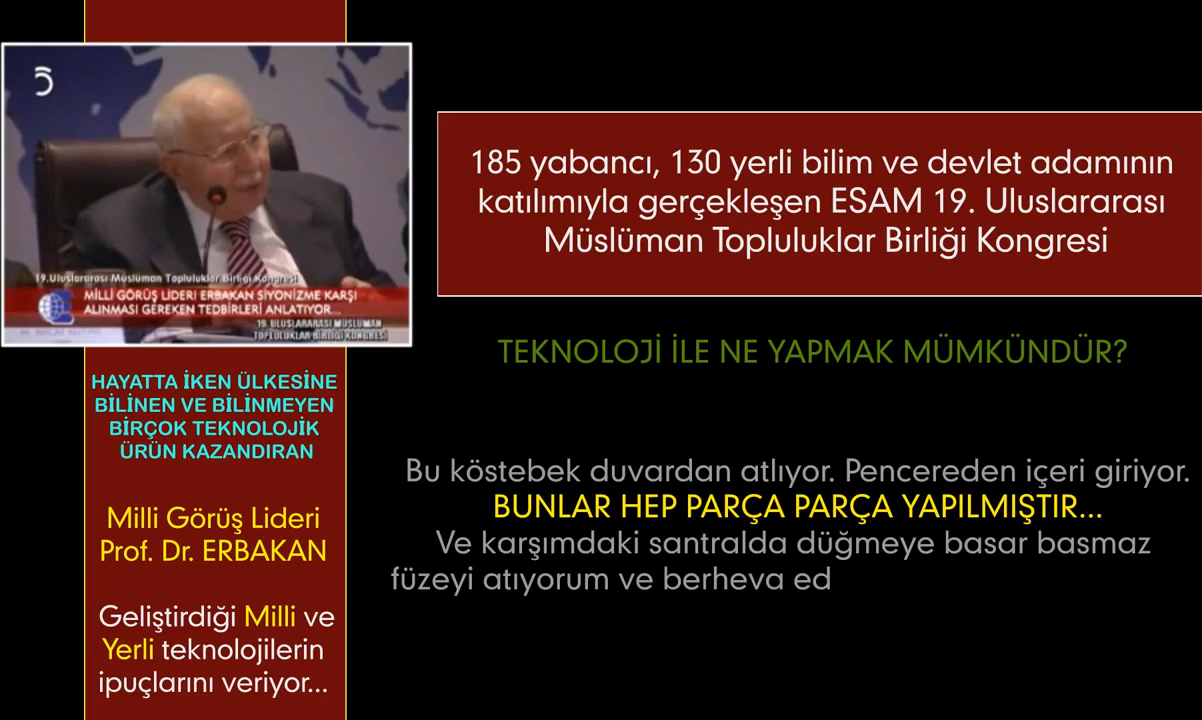 5
19.Uluslararası Müslüman Topluluklar Birliği Kongresi
MİLLİ GÖRÜŞ LİDERİ ERBAKAN SİYONİZME KARŞI
ALINMASI GEREKEN TEDBİRLERİ ANLATIYOR...
19. ULUSLARARASI MÜSLÜMAN
TOPLULUKLAR BİRLİĞİ KONGRESİ
HAYATTA İKEN ÜLKESİNE
BİLİNEN VE BİLİNMEYEN
BİRÇOK TEKNOLOJİK
ÜRÜN KAZANDIRAN
Milli Görüş Lideri
Prof. Dr. ERBAKAN
Geliştirdiği Milli ve
Yerli teknolojilerin
ipuçlarını veriyor...
185 yabancı, 130 yerli bilim ve devlet adamının
katılımıyla gerçekleşen ESAM 19. Uluslararası
Müslüman Topluluklar Birliği Kongresi
TEKNOLOJİ İLE NE YAPMAK MÜMKÜNDÜR?
Bu köstebek duvardan atlıyor. Pencereden içeri giriyor.
BUNLAR HEP PARÇA PARÇA YAPILMIŞTIR...
Ve karşımdaki santralda düğmeye basar basmaz
füzeyi atıyorum ve berheva ed